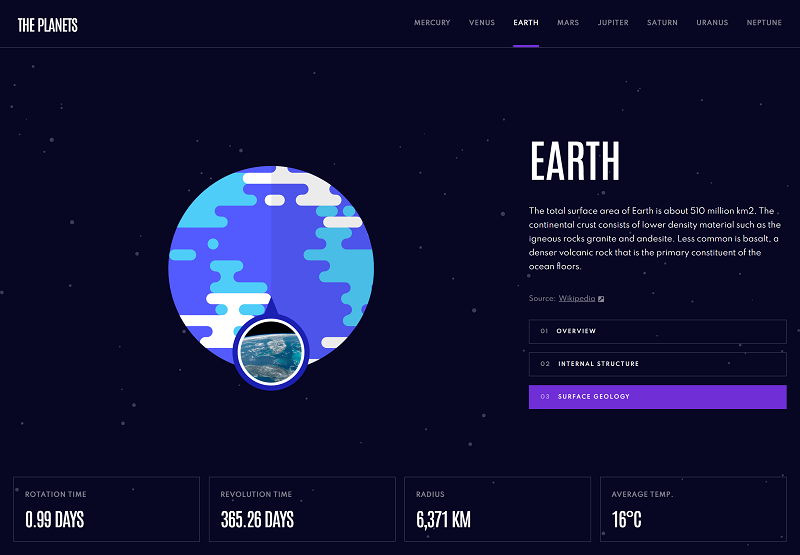 THE PLANETS
MERCURY VENUS EARTH MARS JUPITER SATURN URANUS NEPTUNE
EARTH
The total surface area of Earth is about 510 million km2. The
continental crust consists of lower density material such as the
igneous rocks granite and andesite. Less common is basalt, a
denser volcanic rock that is the primary constituent of the
ocean floors.
Source: Wikipedia
01 OVERVIEW
02 INTERNAL STRUCTURE
03 SURFACE GEOLOGY
ROTATION TIME
0.99 DAYS
REVOLUTION TIME
365.26 DAYS
RADIUS
6,371 KM
AVERAGE TEMP.
16°C